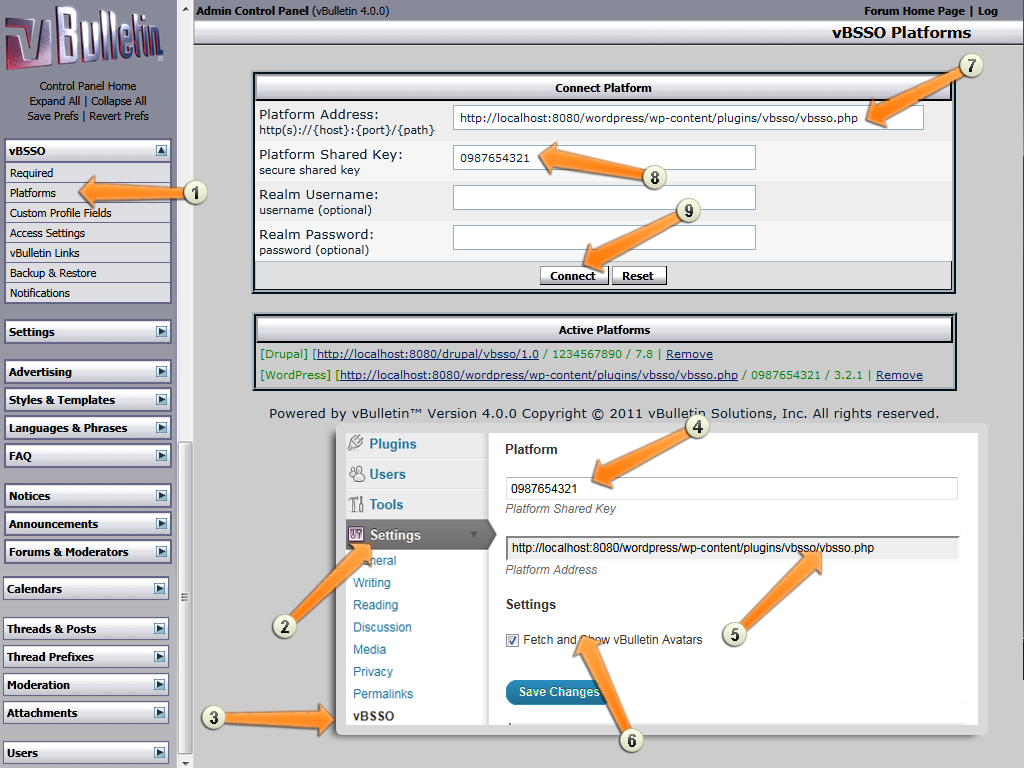 vBulletin
Control Panel Home
Expand All | Collapse All
Save Prefs | Revert Prefs
vBSSO
Required
Platforms
1
Custom Profile Fields
Access Settings
vBulletin Links
Backup & Restore
Notifications
Settings
Advertising
Styles & Templates
Languages & Phrases
FAQ
Notices
Announcements
Forums & Moderators
Calendars
Threads & Posts
Thread Prefixes
Moderation
Attachments
Users
Admin Control Panel (vBulletin 4.0.0)
Forum Home Page | Log
vBSSO Platforms
7
Connect Platform
Platform Address:
http(s)://{host}:{port}/{path}
http://localhost:8080/wordpress/wp-content/plugins/vbsso/vbsso.php
Platform Shared Key:
secure shared key
0987654321
8
Realm Username:
username (optional)
9
Realm Password:
password (optional)
Connect
Reset
Active Platforms
[Drupal] [http://localhost:8080/drupal/vbsso/1.0 / 1234567890 / 7.8 | Remove
[WordPress] [http://localhost:8080/wordpress/wp-content/plugins/vbsso/vbsso.php / 0987654321 / 3.2.1 | Remove
Powered by vBulletin™ Version 4.0.0 Copyright © 2011 vBulletin Solutions, Inc. All rights reserved.
Plugins
Users
Tools
Settings
2
Writing
Reading
Discussion
Media
Privacy
Permalinks
vBSSO
3
Platform
4
0987654321
Platform Shared Key
http://localhost:8080/wordpress/wp-content/plugins/vbsso/vbsso.php
Platform Address
5
Settings
Fetch and Show vBulletin Avatars
Save Changes
6